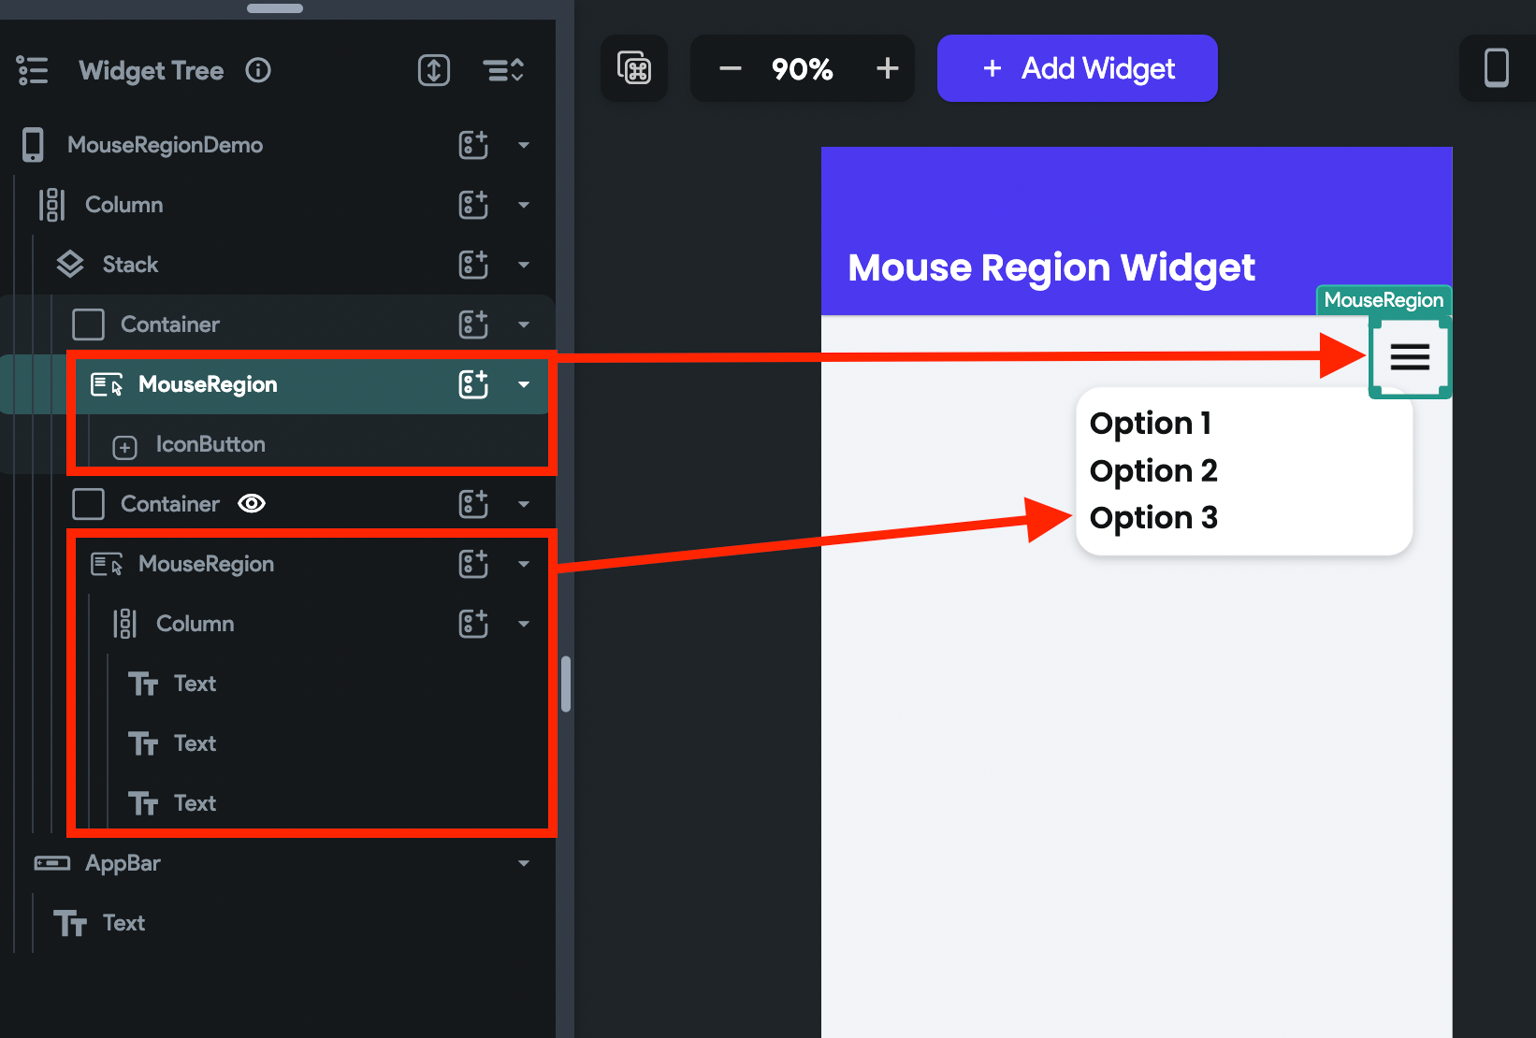 Widget Tree
MouseRegionDemo
Column
Stack
Container
MouseRegion
IconButton
Container
MouseRegion
Column
Text
Text
Text
AppBar
Text
90%
+ Add Widget
Mouse Region Widget
MouseRegion
Option 1
Option 2
Option 3